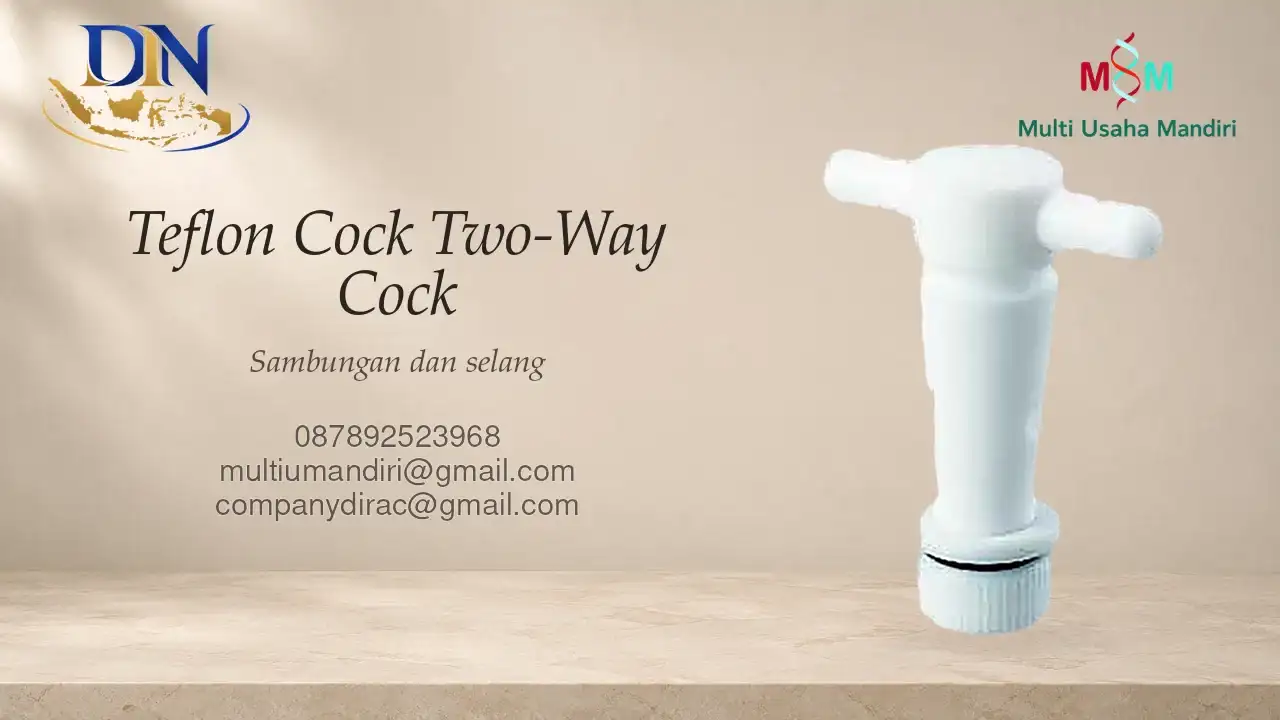 DIN
MSM
Multi Usaha Mandiri
Teflon Cock Two-Way
Cock
Sambungan dan selang
087892523968
multiumandiri@gmail.com
companydirac@gmail.com